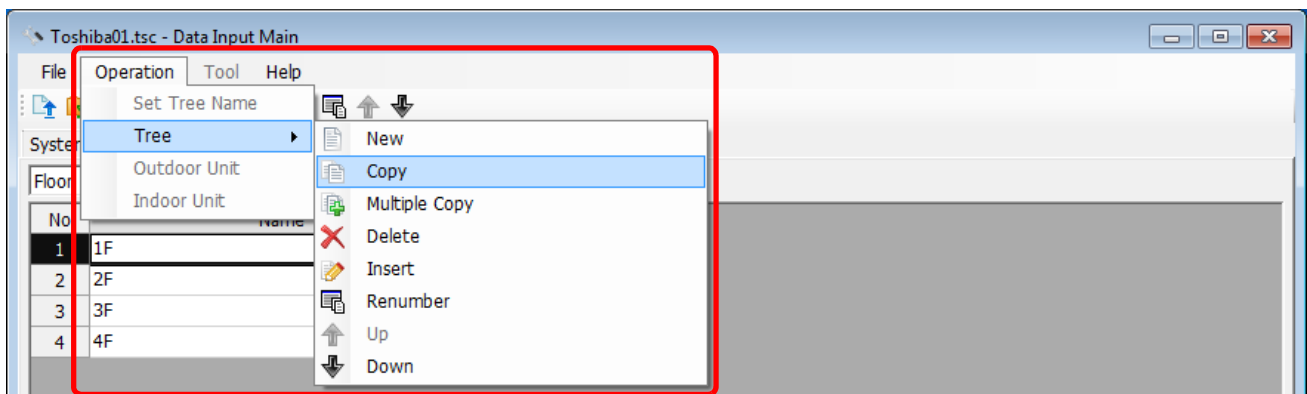 Toshiba01.tsc - Data Input Main
File Operation Tool Help
Set Tree Name
Tree
Outdoor Unit
Indoor Unit
New
Copy
Multiple Copy
Delete
Insert
Renumber
Up
Down
Floor
No Name
1 1F
2 2F
3 3F
4 4F